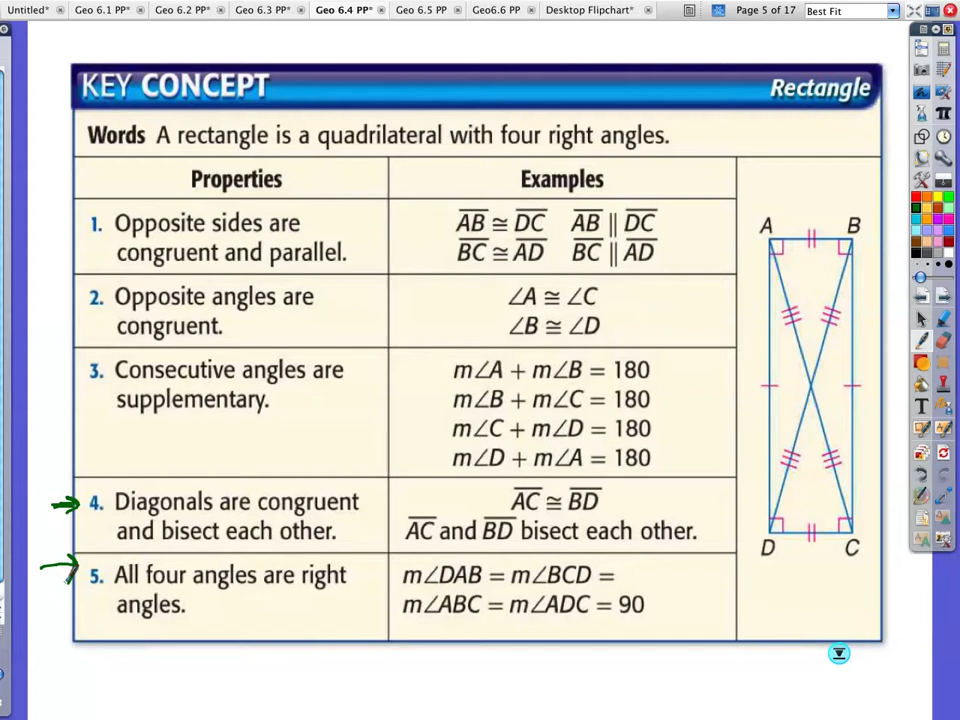 Untitled* Geo 6.1 PP* Geo 6.2 PP* Geo 6.3 PP* Geo 6.4 PP* Geo 6.5 PP Geo6.6 PP Desktop Flipchart* Page 5 of 17 Best Fit
KEY CONCEPT Rectangle
Words A rectangle is a quadrilateral with four right angles.
Properties Examples
1. Opposite sides are
congruent and parallel.
AB ≅ DC AB ∥ DC
BC ≅ AD BC ∥ AD
2. Opposite angles are
congruent.
∠A ≅ ∠C
∠B ≅ ∠D
3. Consecutive angles are
supplementary.
m∠A + m∠B = 180
m∠B + m∠C = 180
m∠C + m∠D = 180
m∠D + m∠A = 180
4. Diagonals are congruent
and bisect each other.
AC ≅ BD
AC and BD bisect each other.
5. All four angles are right
angles.
m∠DAB = m∠BCD =
m∠ABC = m∠ADC = 90
A B
D C